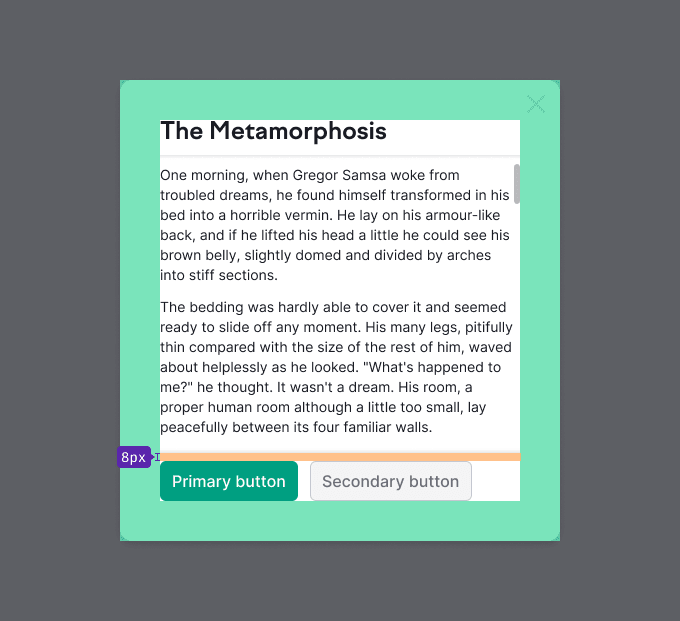 The Metamorphosis
One morning, when Gregor Samsa woke from
troubled dreams, he found himself transformed in his
bed into a horrible vermin. He lay on his armour-like
back, and if he lifted his head a little he could see his
brown belly, slightly domed and divided by arches
into stiff sections.
The bedding was hardly able to cover it and seemed
ready to slide off any moment. His many legs, pitifully
thin compared with the size of the rest of him, waved
about helplessly as he looked. "What's happened to
me?" he thought. It wasn't a dream. His room, a
proper human room although a little too small, lay
peacefully between its four familiar walls.
8px
Primary button Secondary button